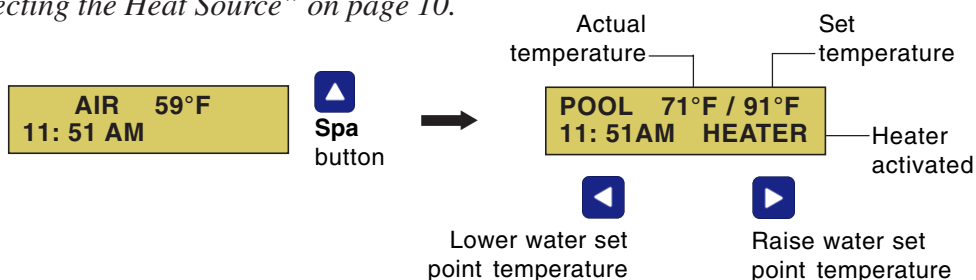 ecting the Heat Source” on page 10.
Actual
temperature
Set
temperature
AIR 59°F
11: 51 AM
Spa
button
POOL 71°F / 91°F
11: 51AM HEATER
Heater
activated
Lower water set
point temperature
Raise water set
point temperature